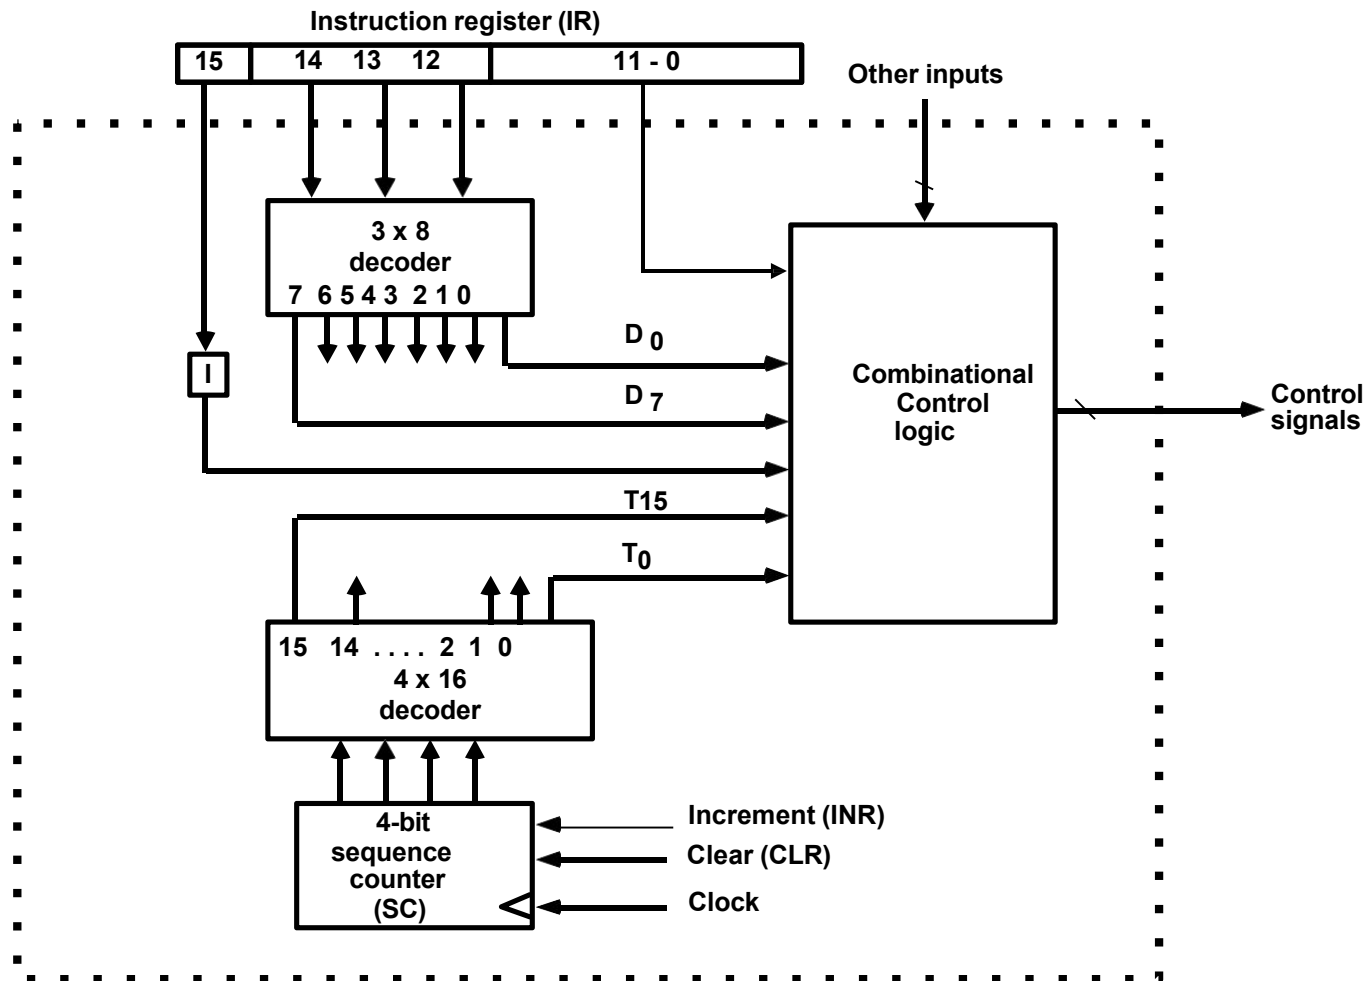 Instruction register (IR)
15 14 13 12 11 - 0
Other inputs
3 x 8
decoder
7 6 5 4 3 2 1 0
D 0
I
D 7
Combinational
Control
logic
Control
signals
T15
T0
15 14 . . . . 2 1 0
4 x 16
decoder
4-bit
sequence
counter
(SC)
Increment (INR)
Clear (CLR)
Clock